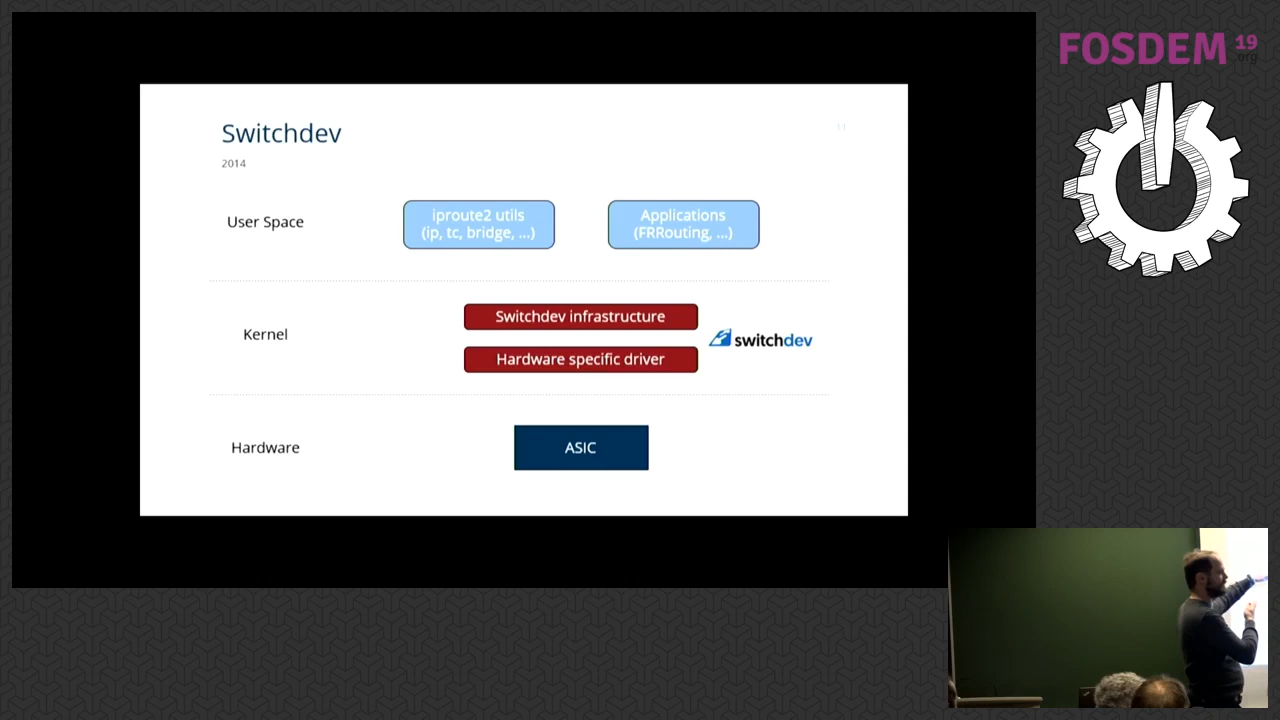 FOSDEM 19
.org
Switchdev
11
2014
User Space
iproute2 utils
(ip, tc, bridge, ...)
Applications
(FRRouting, ...)
Kernel
Switchdev infrastructure
Hardware specific driver
switchdev
Hardware
ASIC